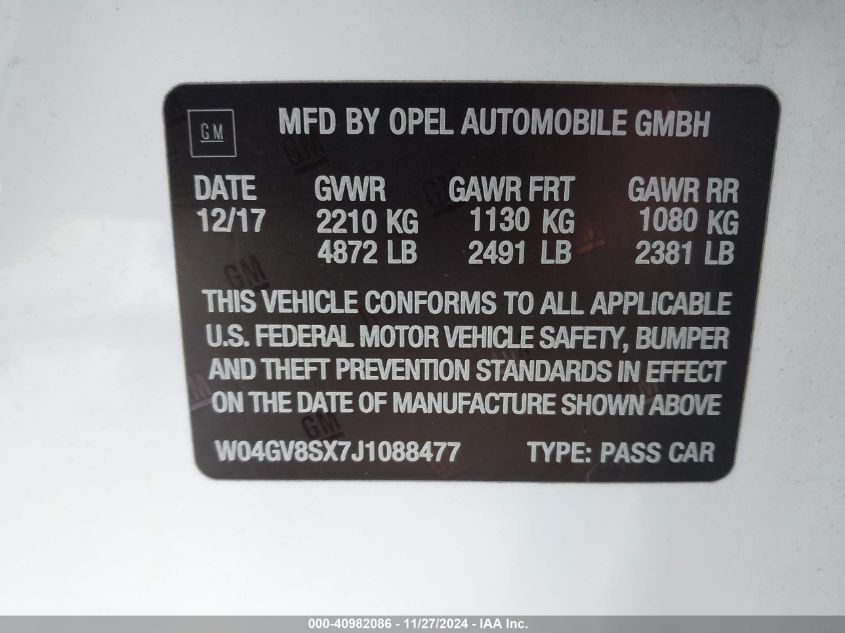 GM
MFD BY OPEL AUTOMOBILE GMBH
DATE GVWR GAWR FRT GAWR RR
12/17 2210 KG 1130 KG 1080 KG
4872 LB 2491 LB 2381 LB
THIS VEHICLE CONFORMS TO ALL APPLICABLE
U.S. FEDERAL MOTOR VEHICLE SAFETY, BUMPER
AND THEFT PREVENTION STANDARDS IN EFFECT
ON THE DATE OF MANUFACTURE SHOWN ABOVE
W04GV8SX7J1088477 TYPE: PASS CAR
000-40982086 - 11/27/2024 - IAA Inc.